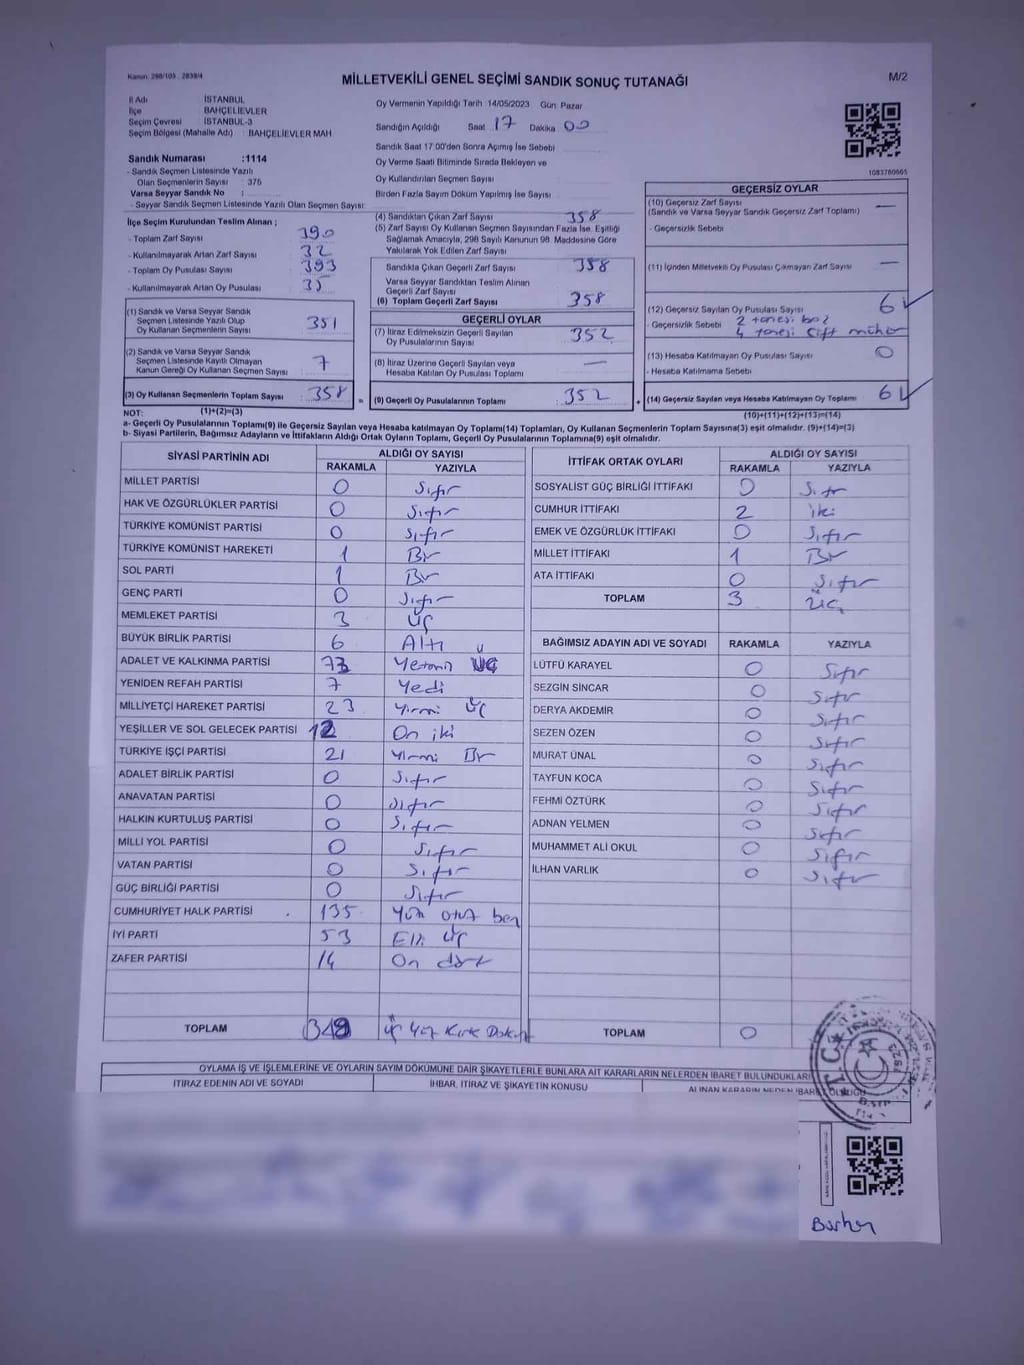 Kanun: 298/105 , 2839/4
MİLLETVEKİLİ GENEL SEÇİMİ SANDIK SONUÇ TUTANAĞI
M/2
İl Adı : İSTANBUL
İlçe : BAHÇELİEVLER
Seçim Çevresi : İSTANBUL-3
Seçim Bölgesi (Mahalle Adı) : BAHÇELİEVLER MAH.
Sandık Numarası :1114
- Sandık Seçmen Listesinde Yazılı
Olan Seçmenlerin Sayısı : 375
Varsa Seyyar Sandık No :
- Seyyar Sandık Seçmen Listesinde Yazılı Olan Seçmen Sayısı:
Oy Vermenin Yapıldığı Tarih :14/05/2023 Gün: Pazar
Sandığın Açıldığı Saat 17 Dakika 00
Sandık Saat 17:00'den Sonra Açılmış İse Sebebi
Oy Verme Saati Bitiminde Sırada Bekleyen ve
Oy Kullandırılan Seçmen Sayısı
Birden Fazla Sayım Döküm Yapılmış İse Sayısı
1083760665
İlçe Seçim Kurulundan Teslim Alınan ;
- Toplam Zarf Sayısı 390
- Kullanılmayarak Artan Zarf Sayısı 32
- Toplam Oy Pusulası Sayısı 393
- Kullanılmayarak Artan Oy Pusulası 35
(1) Sandık ve Varsa Seyyar Sandık
Seçmen Listesinde Yazılı Olup
Oy Kullanan Seçmenlerin Sayısı 351
(2) Sandık ve Varsa Seyyar Sandık
Seçmen Listesinde Kayıtlı Olmayan
Kanun Gereği Oy Kullanan Seçmen Sayısı 7
(3) Oy Kullanan Seçmenlerin Toplam Sayısı 358
(1)+(2)=(3)
(4) Sandıktan Çıkan Zarf Sayısı 358
(5) Zarf Sayısı Oy Kullanan Seçmen Sayısından Fazla İse, Eşitliği
Sağlamak Amacıyla, 298 Sayılı Kanunun 98. Maddesine Göre
Yakılarak Yok Edilen Zarf Sayısı
Sandıkta Çıkan Geçerli Zarf Sayısı 358
Varsa Seyyar Sandıktan Teslim Alınan
Geçerli Zarf Sayısı
(6) Toplam Geçerli Zarf Sayısı 358
GEÇERLİ OYLAR
(7) İtiraz Edilmeksizin Geçerli Sayılan
Oy Pusulalarının Sayısı 352
(8) İtiraz Üzerine Geçerli Sayılan veya
Hesaba Katılan Oy Pusulası Toplamı —
= (9) Geçerli Oy Pusulalarının Toplamı 352 +
GEÇERSİZ OYLAR
(10) Geçersiz Zarf Sayısı —
(Sandık ve Varsa Seyyar Sandık Geçersiz Zarf Toplamı)
- Geçersizlik Sebebi
(11) İçinden Milletvekili Oy Pusulası Çıkmayan Zarf Sayısı —
(12) Geçersiz Sayılan Oy Pusulası Sayısı 6
- Geçersizlik Sebebi 2 tanesi boş
4 tanesi çift mühür
(13) Hesaba Katılmayan Oy Pusulası Sayısı 0
- Hesaba Katılmama Sebebi
(14) Geçersiz Sayılan veya Hesaba Katılmayan Oy Toplamı 6
(10)+(11)+(12)+(13)=(14)
NOT:
a- Geçerli Oy Pusulalarının Toplamı(9) ile Geçersiz Sayılan veya Hesaba katılmayan Oy Toplamı(14) Toplamları, Oy Kullanan Seçmenlerin Toplam Sayısına(3) eşit olmalıdır. (9)+(14)=(3)
b- Siyasi Partilerin, Bağımsız Adayların ve İttifakların Aldığı Ortak Oyların Toplamı, Geçerli Oy Pusulalarının Toplamına(9) eşit olmalıdır.
SİYASİ PARTİNİN ADI
ALDIĞI OY SAYISI
RAKAMLA YAZIYLA
MİLLET PARTİSİ 0 Sıfır
HAK VE ÖZGÜRLÜKLER PARTİSİ 0 Sıfır
TÜRKİYE KOMÜNİST PARTİSİ 0 Sıfır
TÜRKİYE KOMÜNİST HAREKETİ 1 Bir
SOL PARTİ 1 Bir
GENÇ PARTİ 0 Sıfır
MEMLEKET PARTİSİ 3 Üç
BÜYÜK BİRLİK PARTİSİ 6 Altı
ADALET VE KALKINMA PARTİSİ 73 Yetmiş üç
YENİDEN REFAH PARTİSİ 7 Yedi
MİLLİYETÇİ HAREKET PARTİSİ 23 Yirmi Üç
YEŞİLLER VE SOL GELECEK PARTİSİ 12 On iki
TÜRKİYE İŞÇİ PARTİSİ 21 Yirmi Bir
ADALET BİRLİK PARTİSİ 0 Sıfır
ANAVATAN PARTİSİ 0 Sıfır
HALKIN KURTULUŞ PARTİSİ 0 Sıfır
MİLLİ YOL PARTİSİ 0 Sıfır
VATAN PARTİSİ 0 Sıfır
GÜÇ BİRLİĞİ PARTİSİ 0 Sıfır
CUMHURİYET HALK PARTİSİ 135 Yüz otuz beş
İYİ PARTİ 53 Elli üç
ZAFER PARTİSİ 14 On dört
TOPLAM 349 Üç Yüz Kırk Dokuz
İTTİFAK ORTAK OYLARI
ALDIĞI OY SAYISI
RAKAMLA YAZIYLA
SOSYALİST GÜÇ BİRLİĞİ İTTİFAKI 0 Sıfır
CUMHUR İTTİFAKI 2 iki
EMEK VE ÖZGÜRLÜK İTTİFAKI 0 Sıfır
MİLLET İTTİFAKI 1 Bir
ATA İTTİFAKI 0 Sıfır
TOPLAM 3 Üç
BAĞIMSIZ ADAYIN ADI VE SOYADI RAKAMLA YAZIYLA
LÜTFÜ KARAYEL 0 Sıfır
SEZGİN SİNCAR 0 Sıfır
DERYA AKDEMİR 0 Sıfır
SEZEN ÖZEN 0 Sıfır
MURAT ÜNAL 0 Sıfır
TAYFUN KOCA 0 Sıfır
FEHMİ ÖZTÜRK 0 Sıfır
ADNAN YELMEN 0 Sıfır
MUHAMMET ALİ OKUL 0 Sıfır
İLHAN VARLIK 0 Sıfır
TOPLAM 0
OYLAMA İŞ VE İŞLEMLERİNE VE OYLARIN SAYIM DÖKÜMÜNE DAİR ŞİKAYETLERLE BUNLARA AİT KARARLARIN NELERDEN İBARET BULUNDUKLARI
İTİRAZ EDENİN ADI VE SOYADI
İHBAR, İTİRAZ VE ŞİKAYETİN KONUSU
ALINAN KARARIN NEDEN İBARET OLDUĞU
T.C.